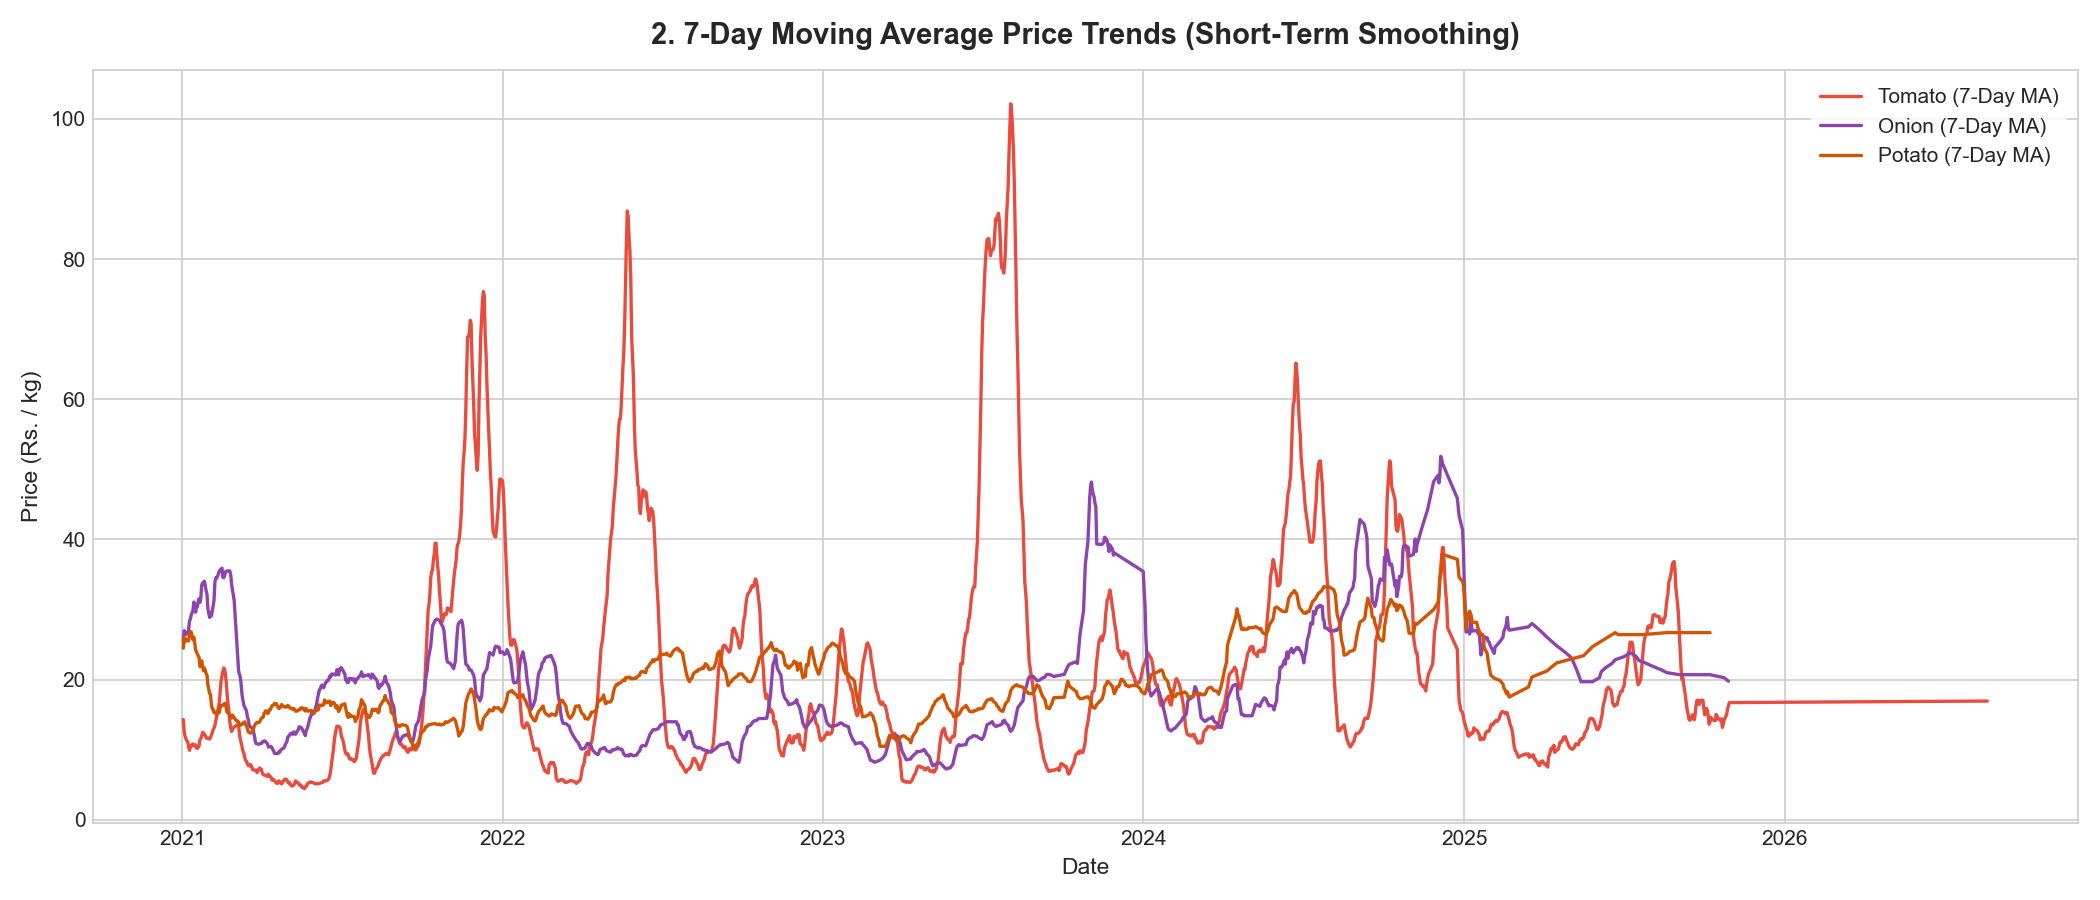 2. 7-Day Moving Average Price Trends (Short-Term Smoothing)
Tomato (7-Day MA)
Onion (7-Day MA)
Potato (7-Day MA)
Price (Rs. / kg)
100
80
60
40
20
0
2021 2022 2023 2024 2025 2026
Date